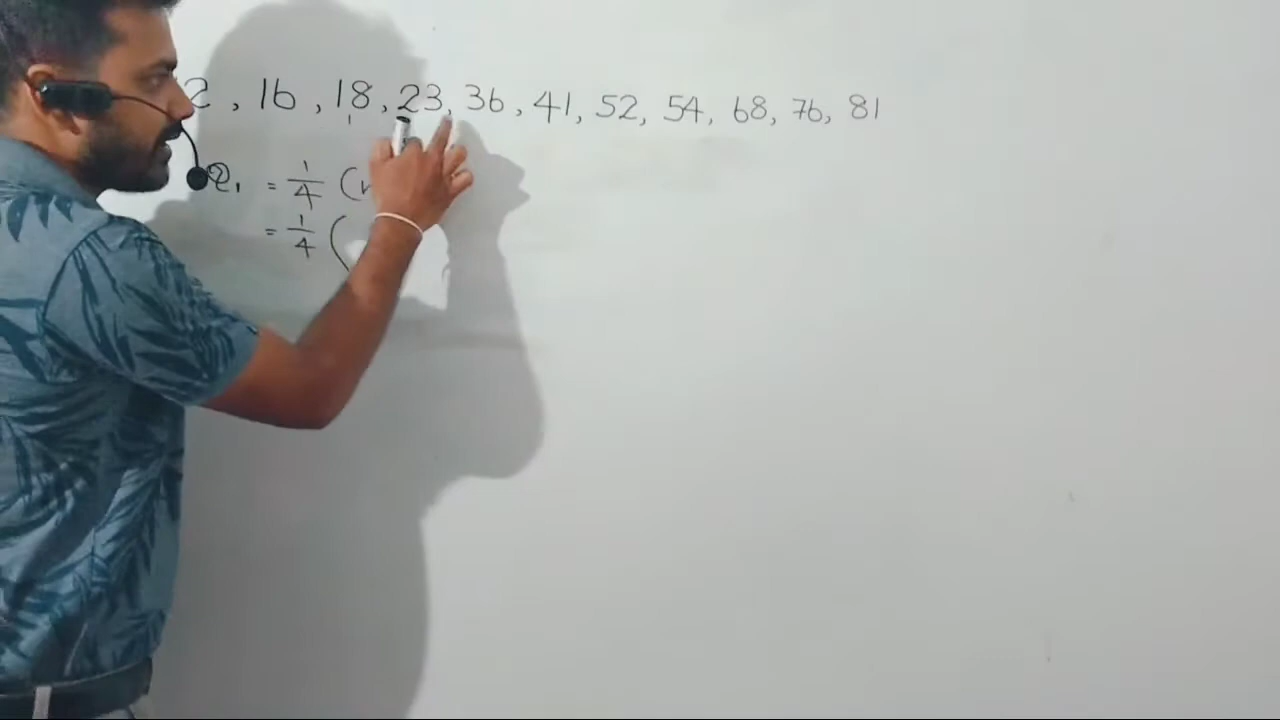 2, 16, 18, 23, 36, 41, 52, 54, 68, 76, 81
Q₁ = 1/4 (
= 1/4 (